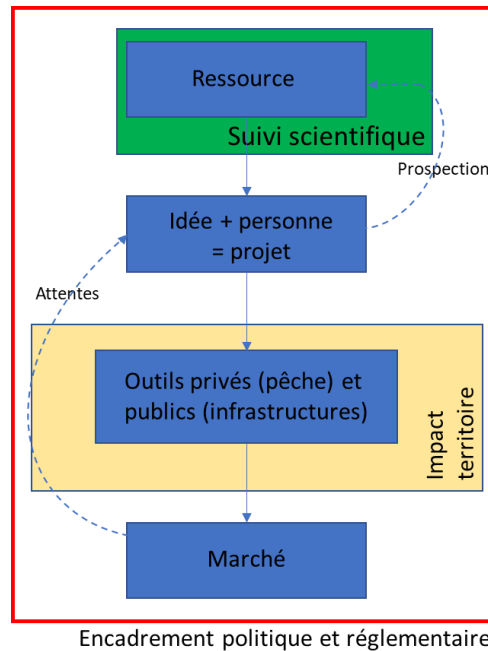 Ressource
Suivi scientifique
Prospection
Idée + personne
= projet
Attentes
Outils privés (pêche) et
publics (infrastructures)
Impact
territoire
Marché
Encadrement politique et réglementaire